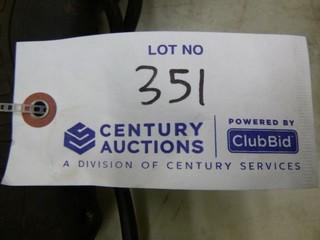 LOT NO
351
CENTURY
AUCTIONS
POWERED BY
ClubBid
A DIVISION OF CENTURY SERVICES